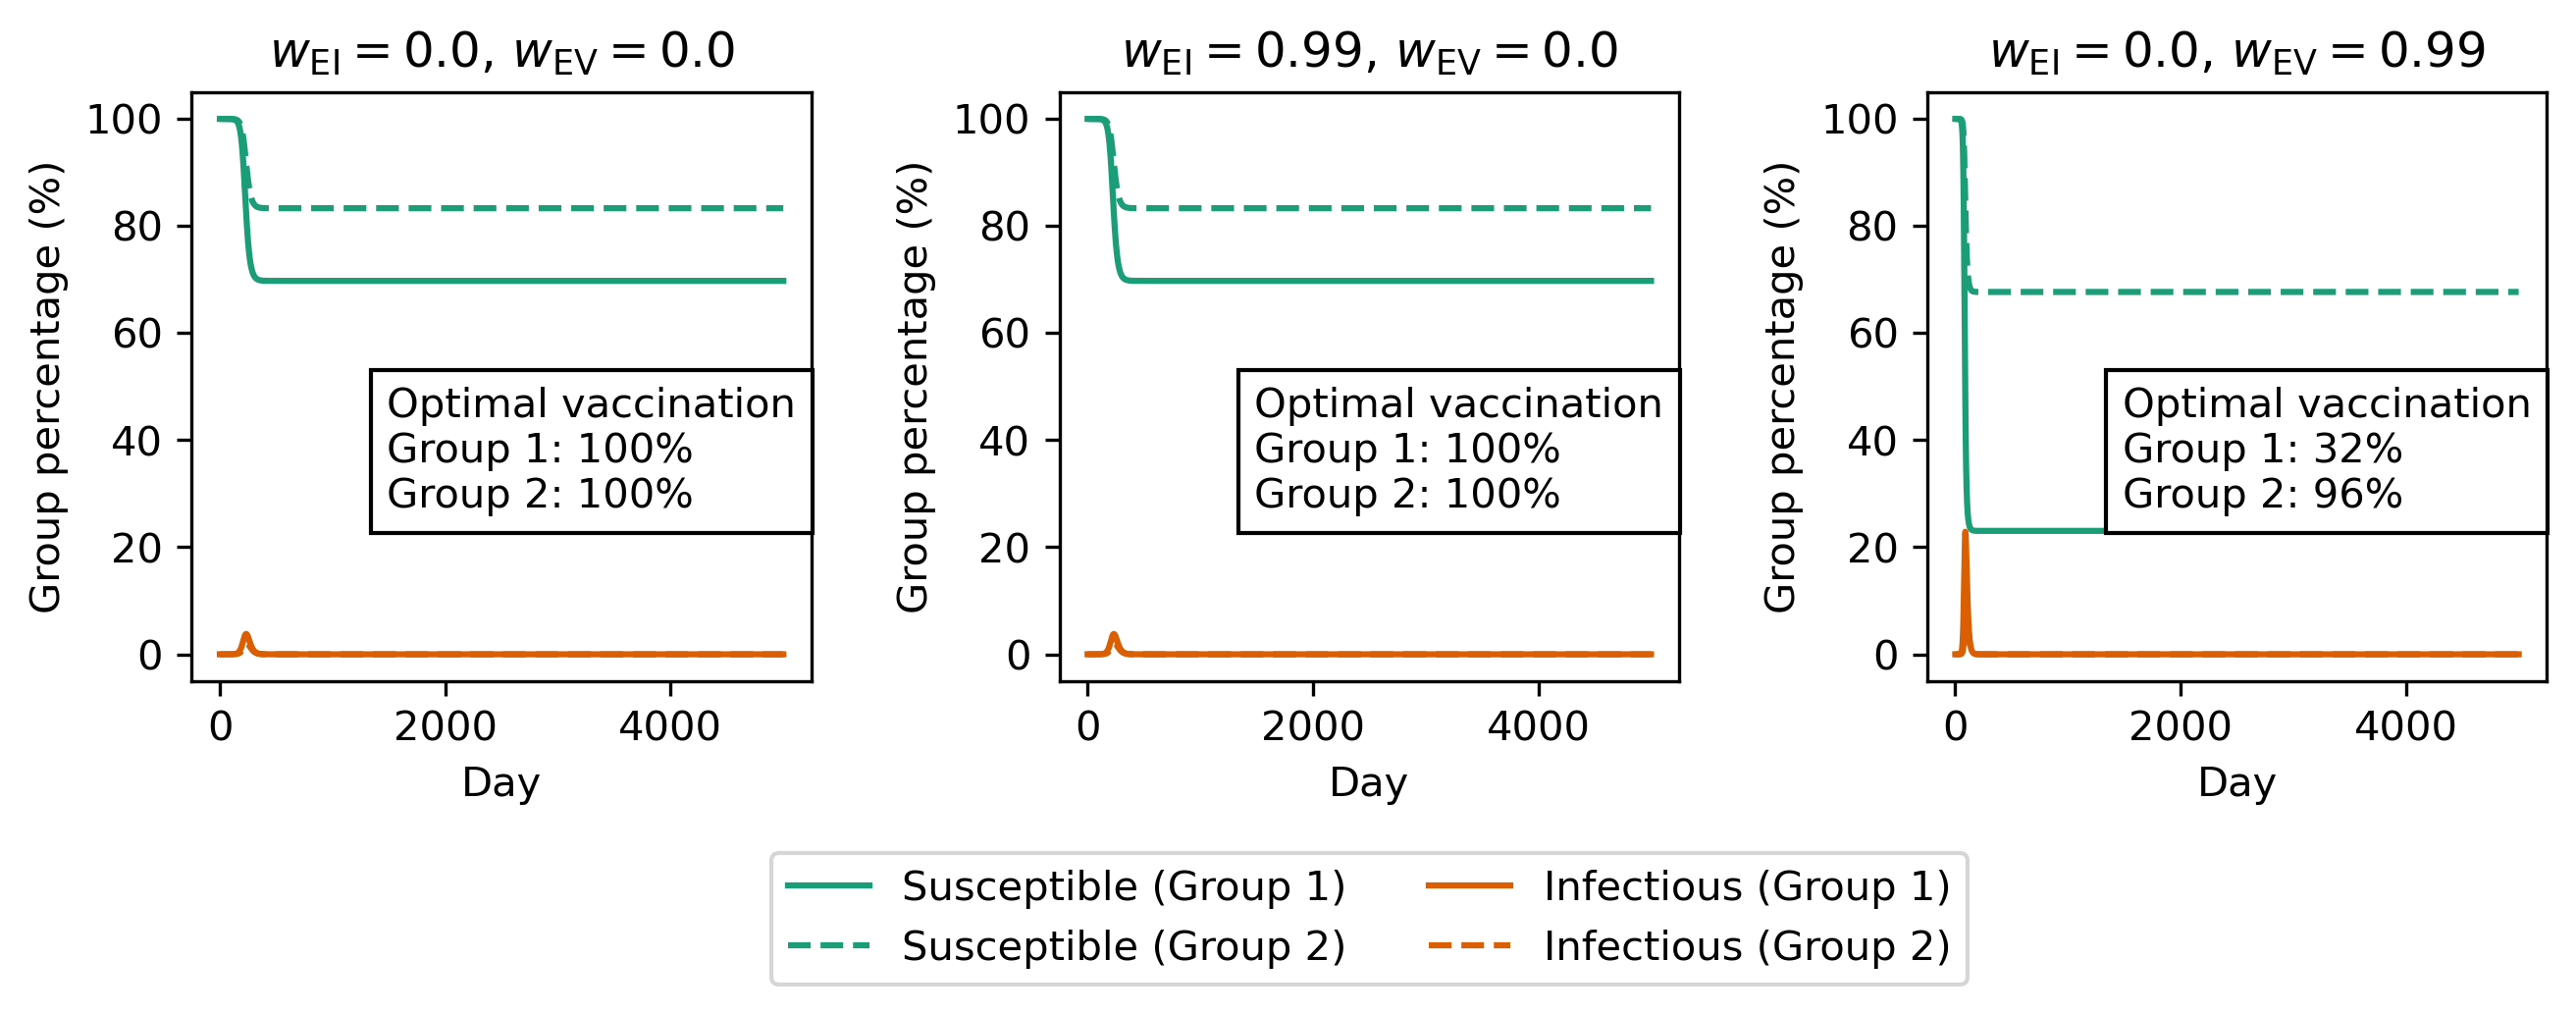 w_EI = 0.0, w_EV = 0.0
Group percentage (%)
100
80
60
40
20
0
Optimal vaccination
Group 1: 100%
Group 2: 100%
0 2000 4000
Day
w_EI = 0.99, w_EV = 0.0
Group percentage (%)
100
80
60
40
20
0
Optimal vaccination
Group 1: 100%
Group 2: 100%
0 2000 4000
Day
w_EI = 0.0, w_EV = 0.99
Group percentage (%)
100
80
60
40
20
0
Optimal vaccination
Group 1: 32%
Group 2: 96%
0 2000 4000
Day
Susceptible (Group 1)
Susceptible (Group 2)
Infectious (Group 1)
Infectious (Group 2)